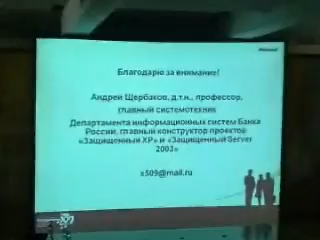 Благодарю за внимание!
Андрей Щербаков, д.т.н., профессор,
главный системотехник
Департамента информационных систем Банка
России, главный конструктор проектов
«Защищенный XP» и «Защищенный Server
2003»
x509@mail.ru